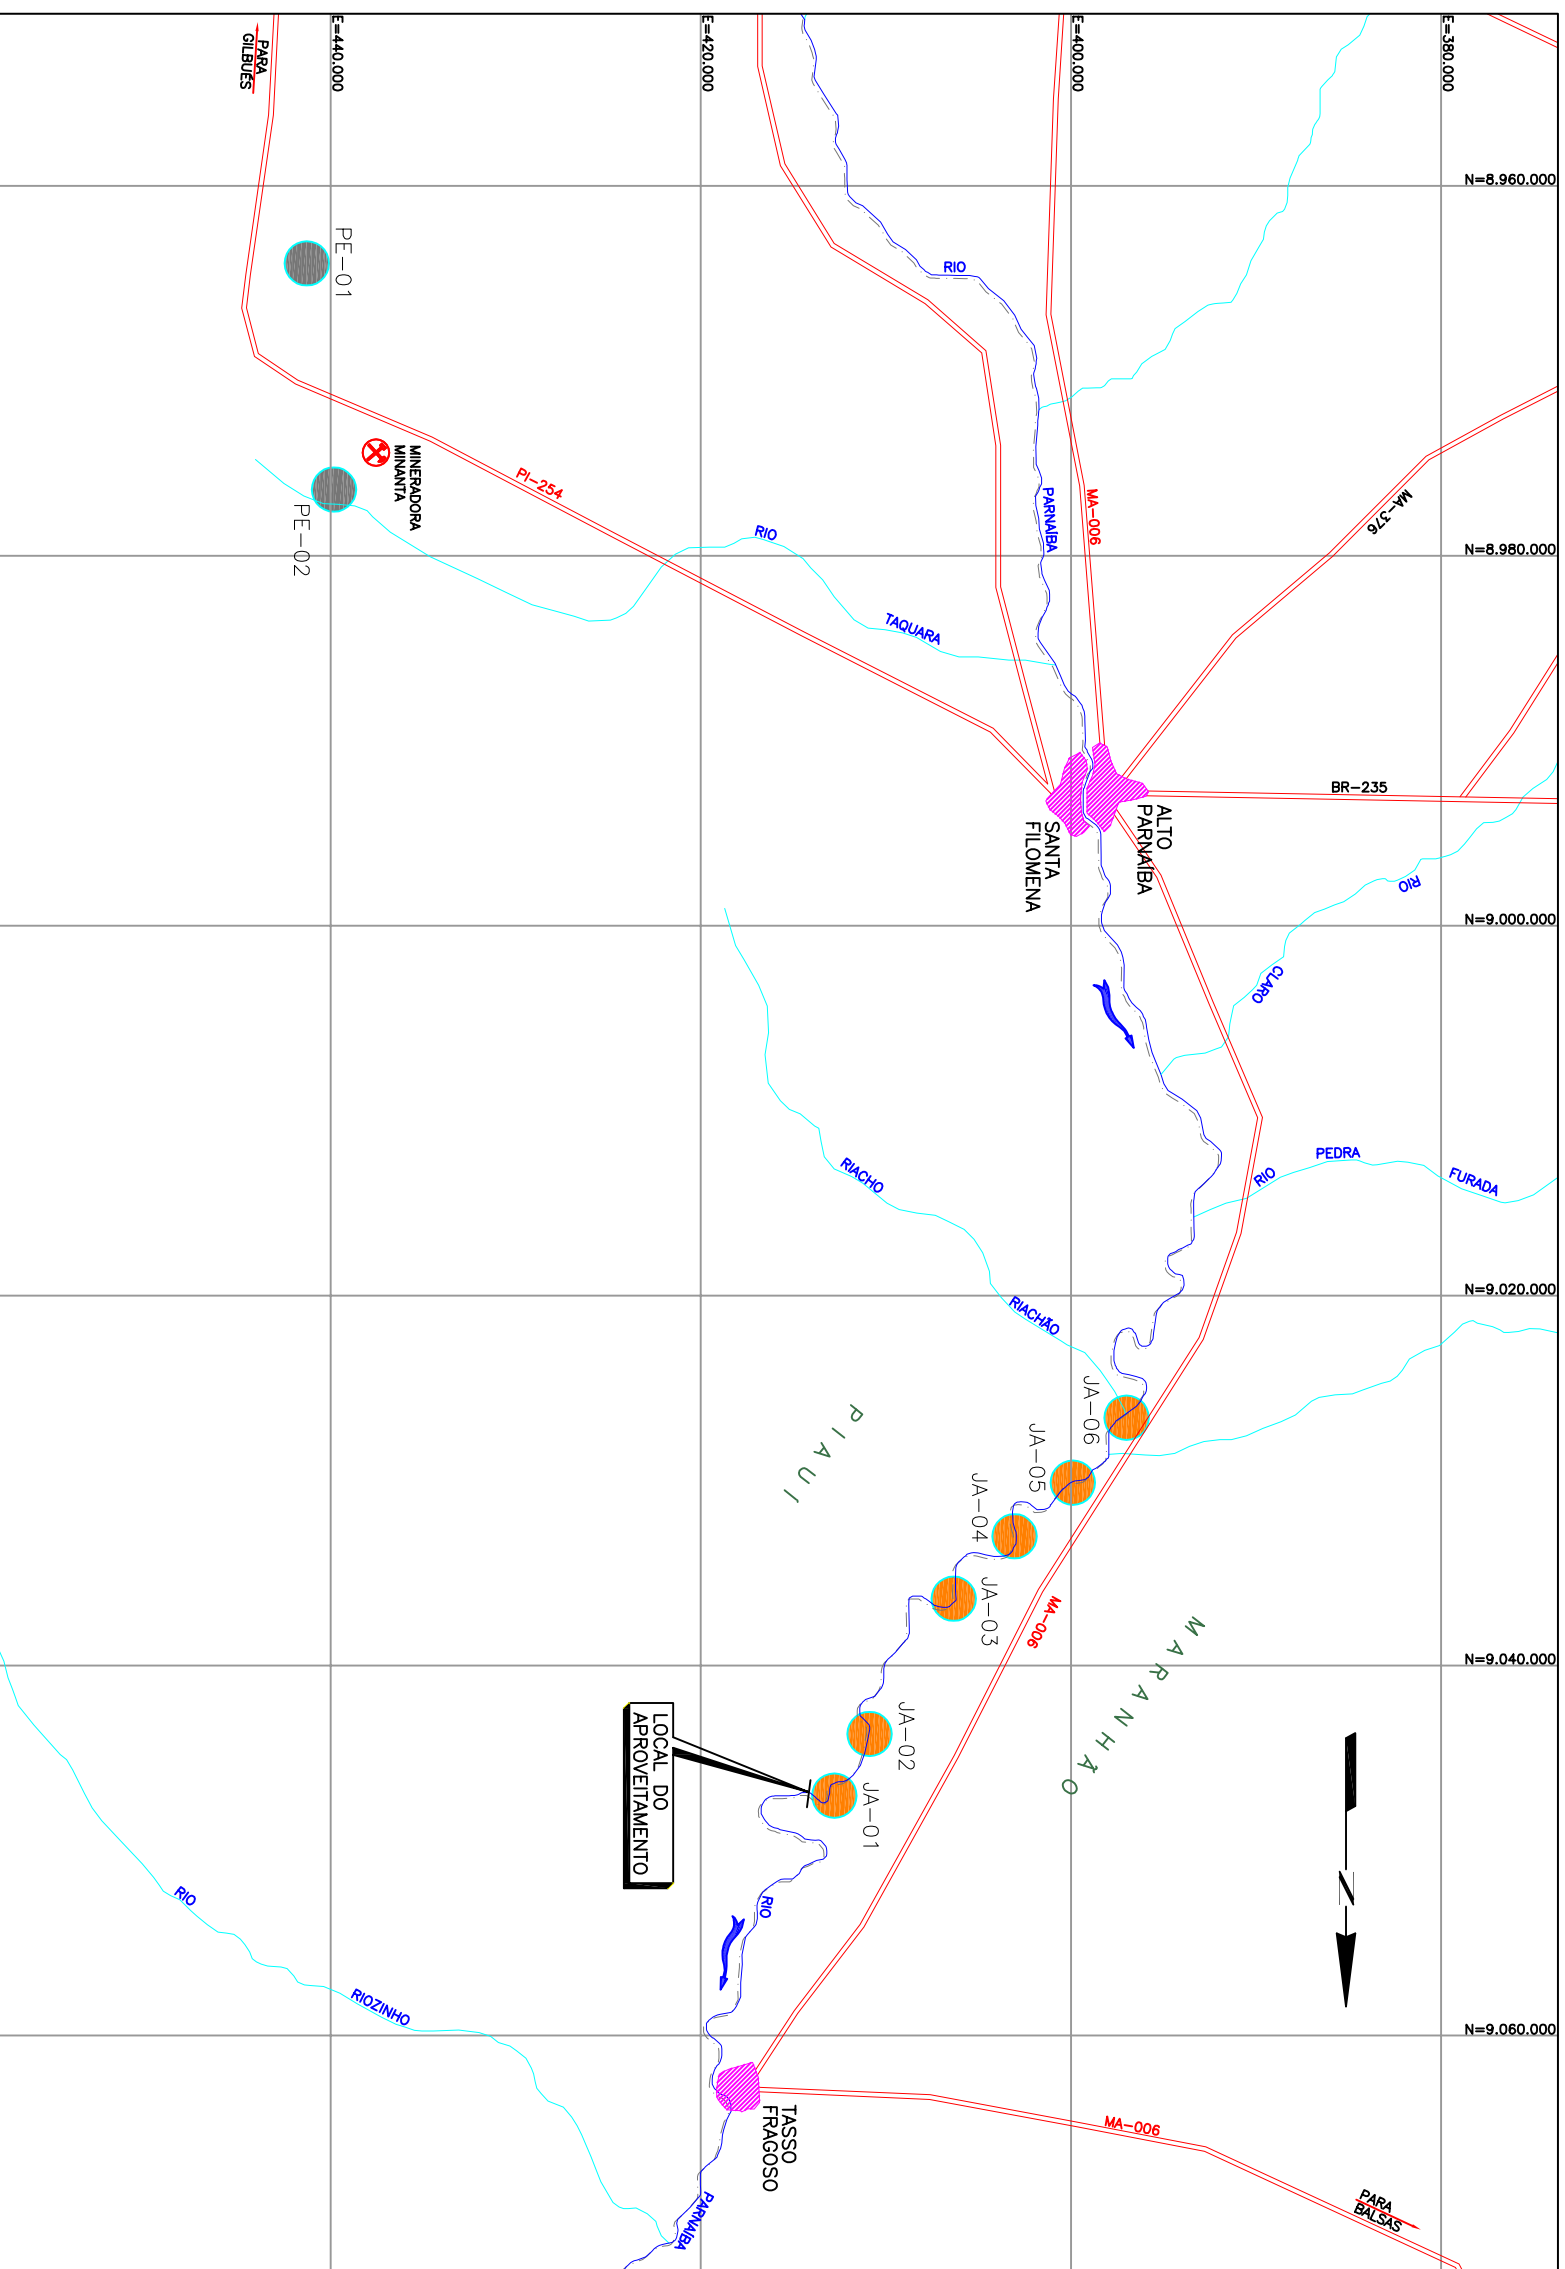 E=440.000
E=420.000
E=400.000
E=380.000
N=8.960.000
N=8.980.000
N=9.000.000
N=9.020.000
N=9.040.000
N=9.060.000
PARA
GILBUÉS
PE-01
PE-02
MINERADORA
MINANTA
PI-254
RIO
TAQUARA
RIO
PARNAÍBA
MA-006
MA-376
BR-235
ALTO
PARNAÍBA
SANTA
FILOMENA
RIO
CLARO
RIO
PEDRA
FURADA
RIACHO
RIACHÃO
JA-06
JA-05
JA-04
JA-03
JA-02
JA-01
PIAUÍ
MARANHÃO
MA-006
LOCAL DO
APROVEITAMENTO
N
RIO
PARNAÍBA
RIO
RIOZINHO
TASSO
FRAGOSO
MA-006
PARA
BALSAS